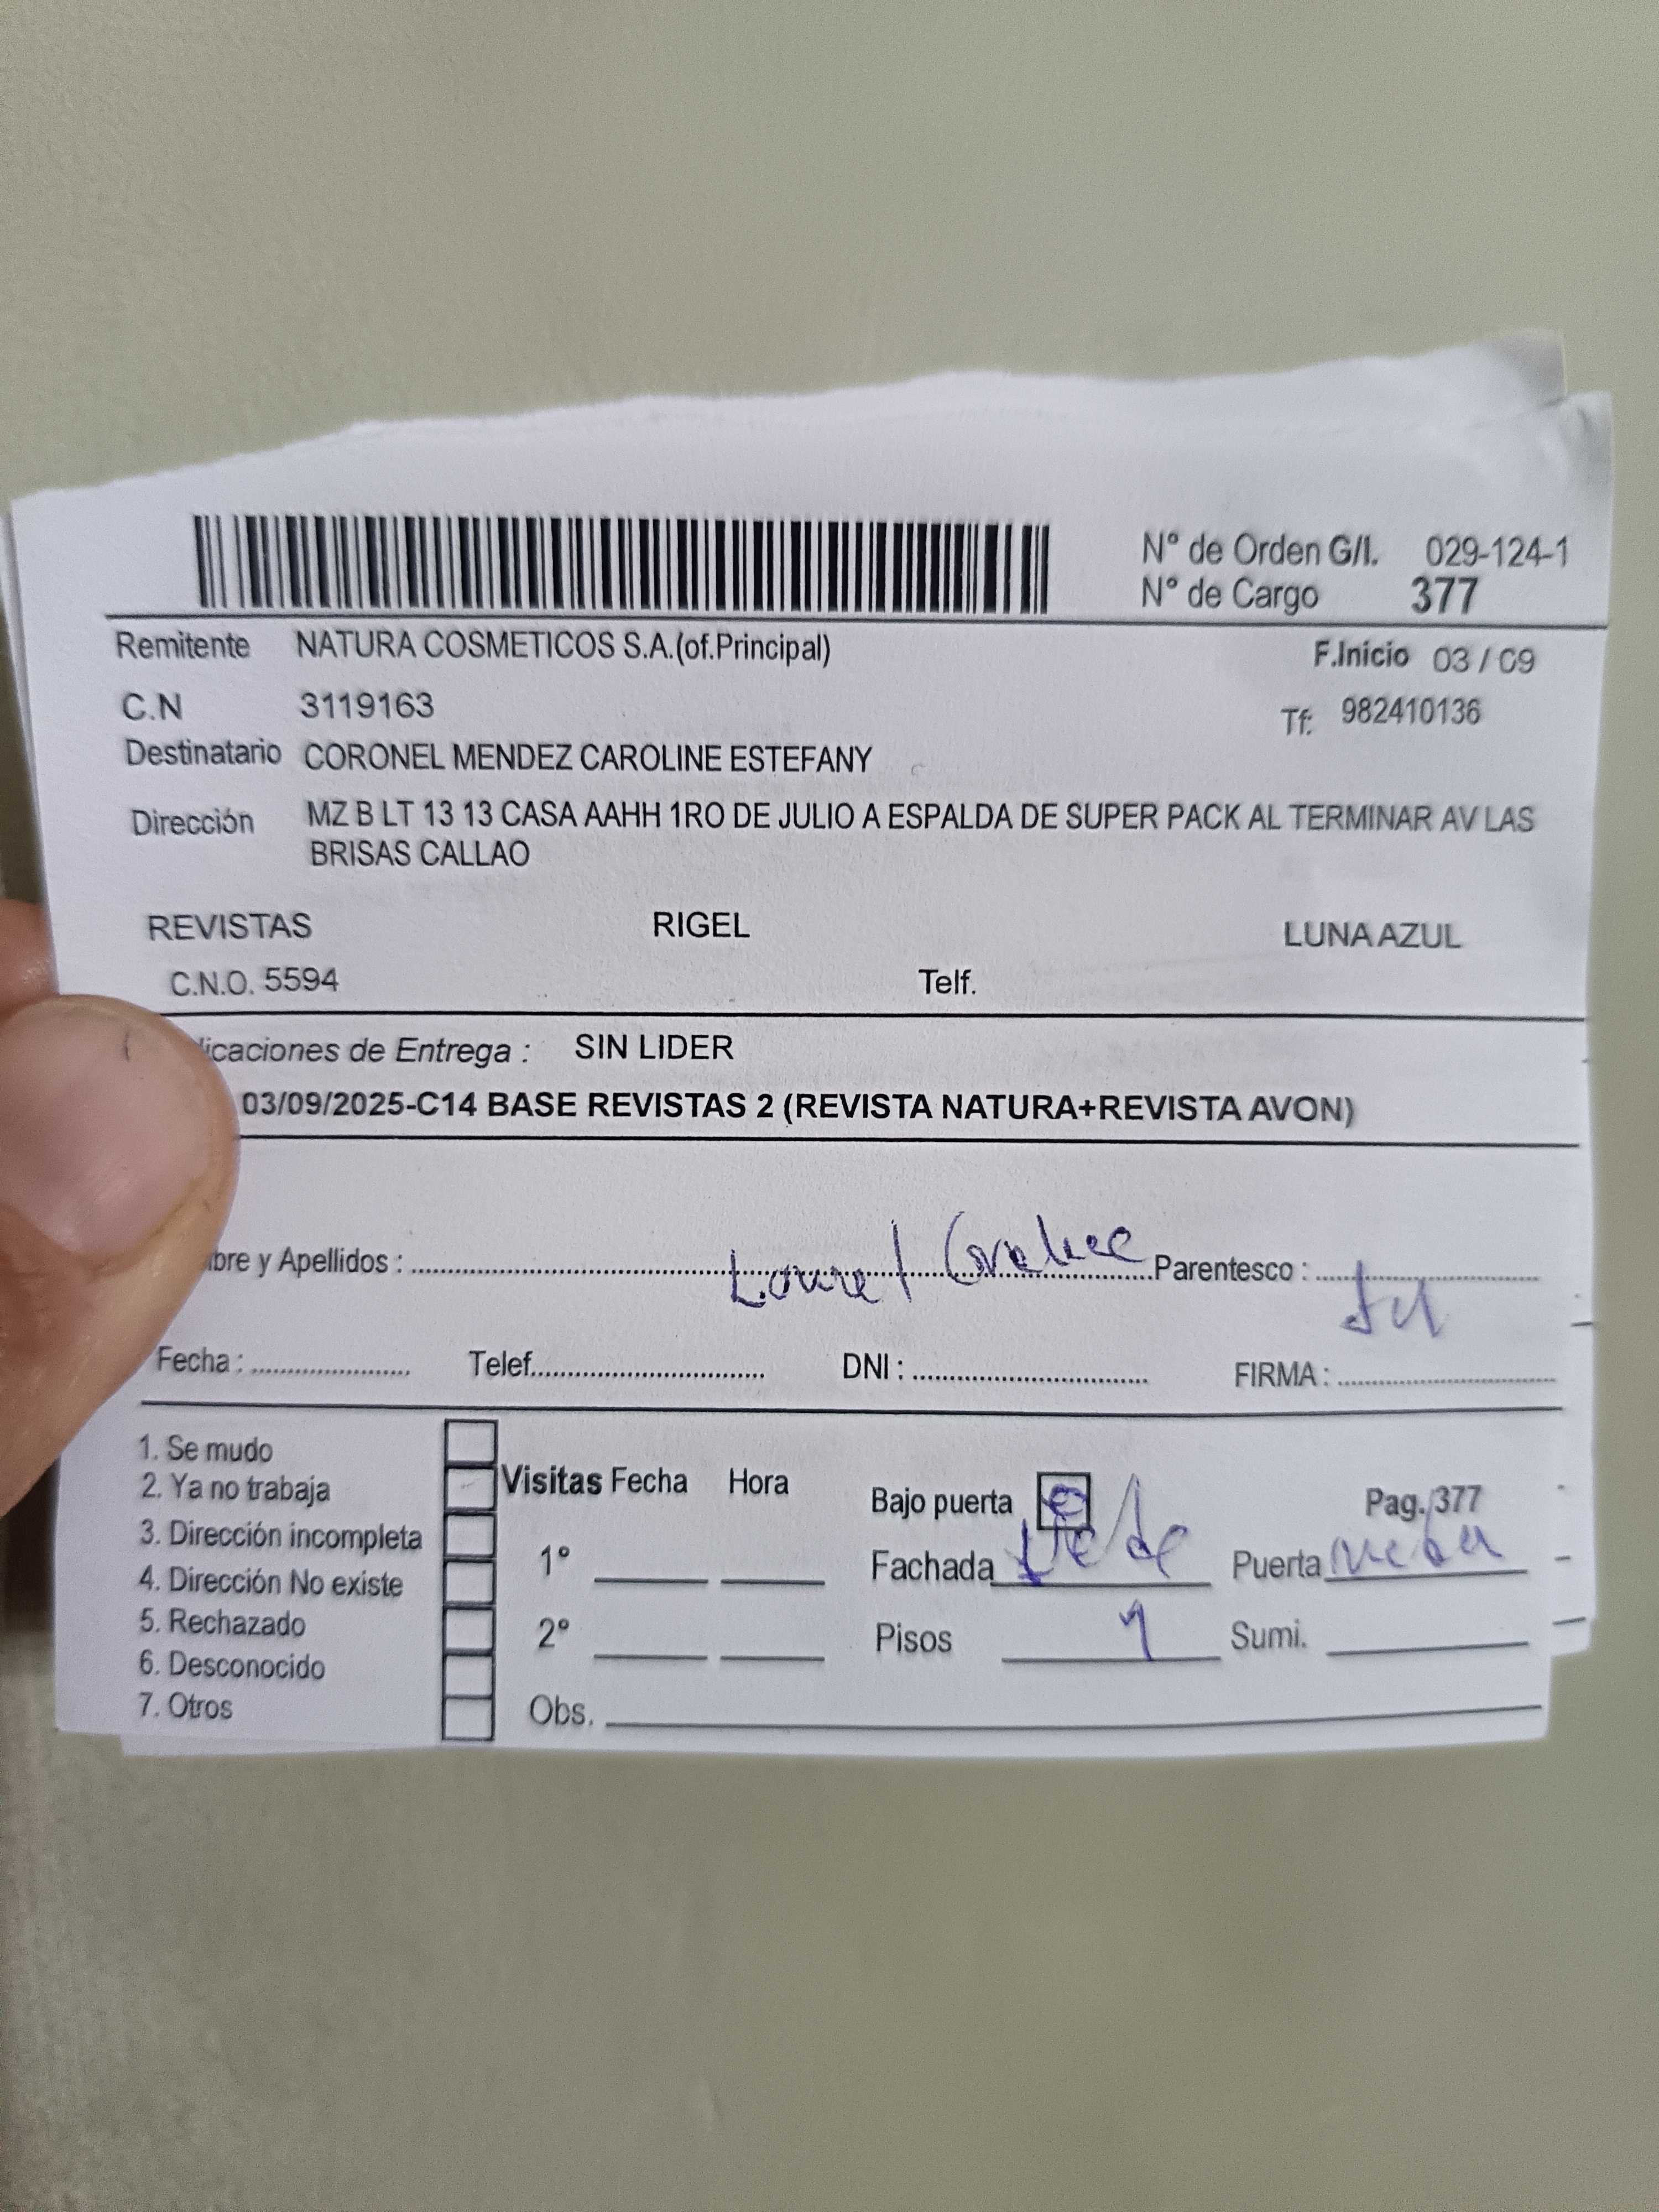 N° de Orden G/I. 029-124-1
N° de Cargo 377
Remitente NATURA COSMETICOS S.A.(of.Principal) F.Inicio 03 / 09
C.N 3119163 Tf: 982410136
Destinatario CORONEL MENDEZ CAROLINE ESTEFANY
Dirección MZ B LT 13 13 CASA AAHH 1RO DE JULIO A ESPALDA DE SUPER PACK AL TERMINAR AV LAS
BRISAS CALLAO
REVISTAS RIGEL LUNA AZUL
C.N.O. 5594 Telf.
licaciones de Entrega : SIN LIDER
03/09/2025-C14 BASE REVISTAS 2 (REVISTA NATURA+REVISTA AVON)
bre y Apellidos : Parentesco :
Fecha : Telef. DNI : FIRMA :
1. Se mudo
2. Ya no trabaja Visitas Fecha Hora Bajo puerta Pag. 377
3. Dirección incompleta
4. Dirección No existe 1° Fachada Puerta
5. Rechazado 2° Pisos 1 Sumi.
6. Desconocido
7. Otros Obs.